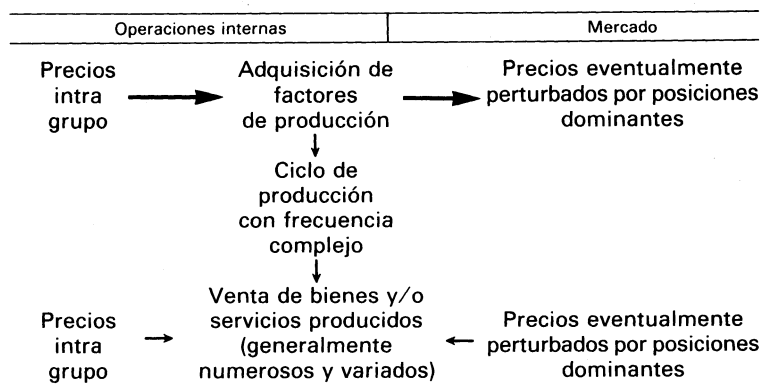 Operaciones internas
Mercado
Precios
intra
grupo
Adquisición de
factores
de producción
Precios eventualmente
perturbados por posiciones
dominantes
Ciclo de
producción
con frecuencia
complejo
Precios
intra
grupo
Venta de bienes y/o
servicios producidos
(generalmente
numerosos y variados)
Precios eventualmente
perturbados por posiciones
dominantes